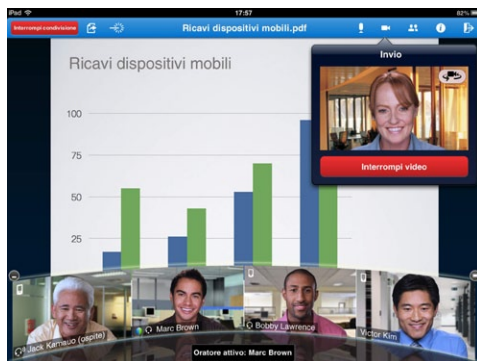 iPad
17:57
82%
Interrompi condivisione
Ricavi dispositivi mobili.pdf
Invio
Ricavi dispositivi mobili
100
75
50
25
Interrompi video
Jack Kamauo (ospite)
Marc Brown
Bobby Lawrence
Victor Kim
Oratore attivo: Marc Brown